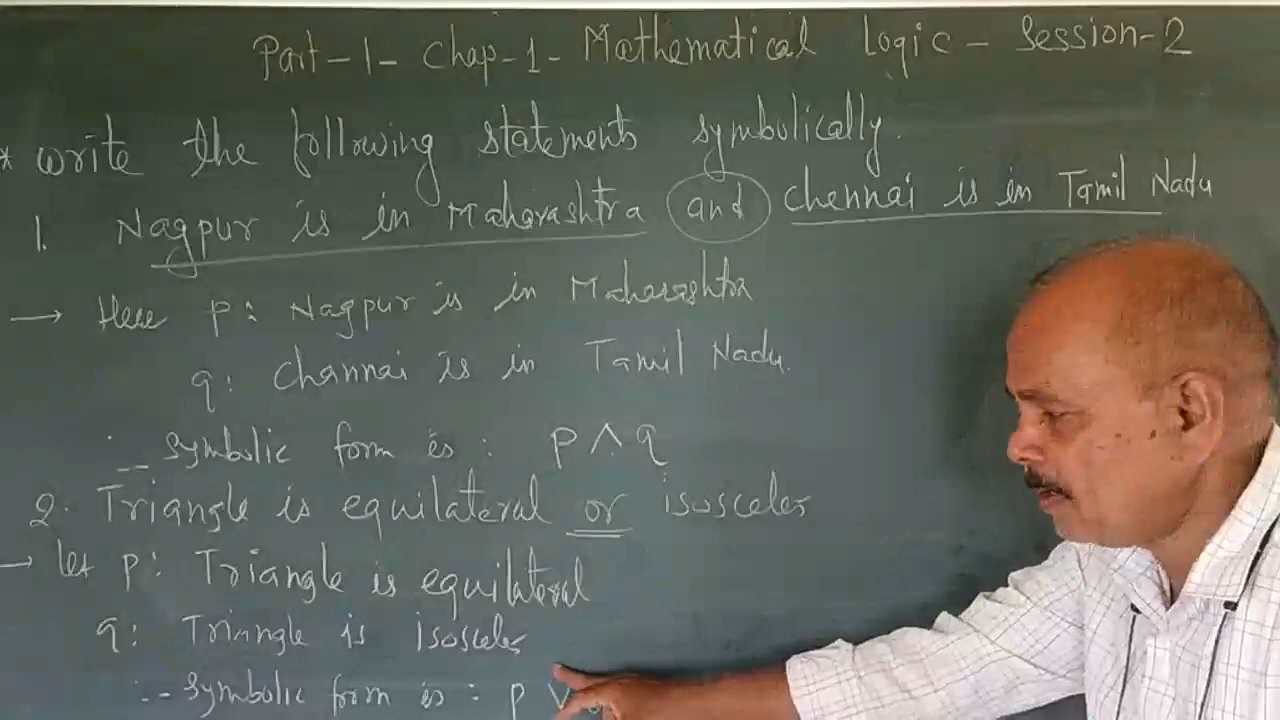 Part-1- Chap-1- Mathematical Logic - Session-2
* Write the following statements symbolically.
1. Nagpur is in Maharashtra and Chennai is in Tamil Nadu
→ Here p: Nagpur is in Maharashtra
q: Channai is in Tamil Nadu.
∴ Symbolic form is : p ∧ q
2. Triangle is equilateral or isosceles
→ let p: Triangle is equilateral
q: Triangle is isosceles
∴ Symbolic form is : p ∨